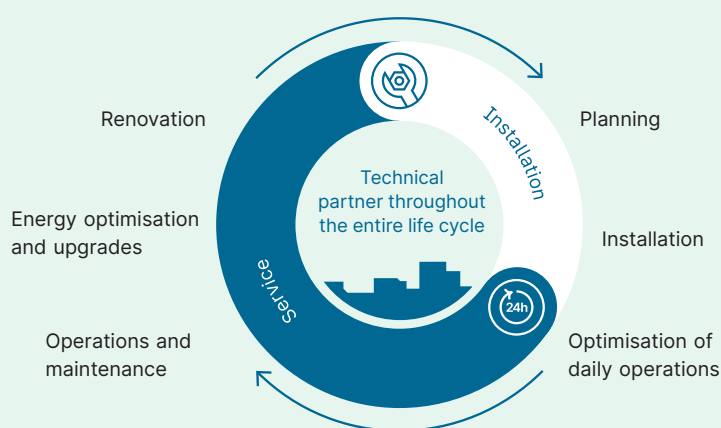 Renovation
Planning
Installation
Technical
partner throughout
the entire life cycle
Energy optimisation
and upgrades
Installation
Service
24h
Operations and
maintenance
Optimisation of
daily operations